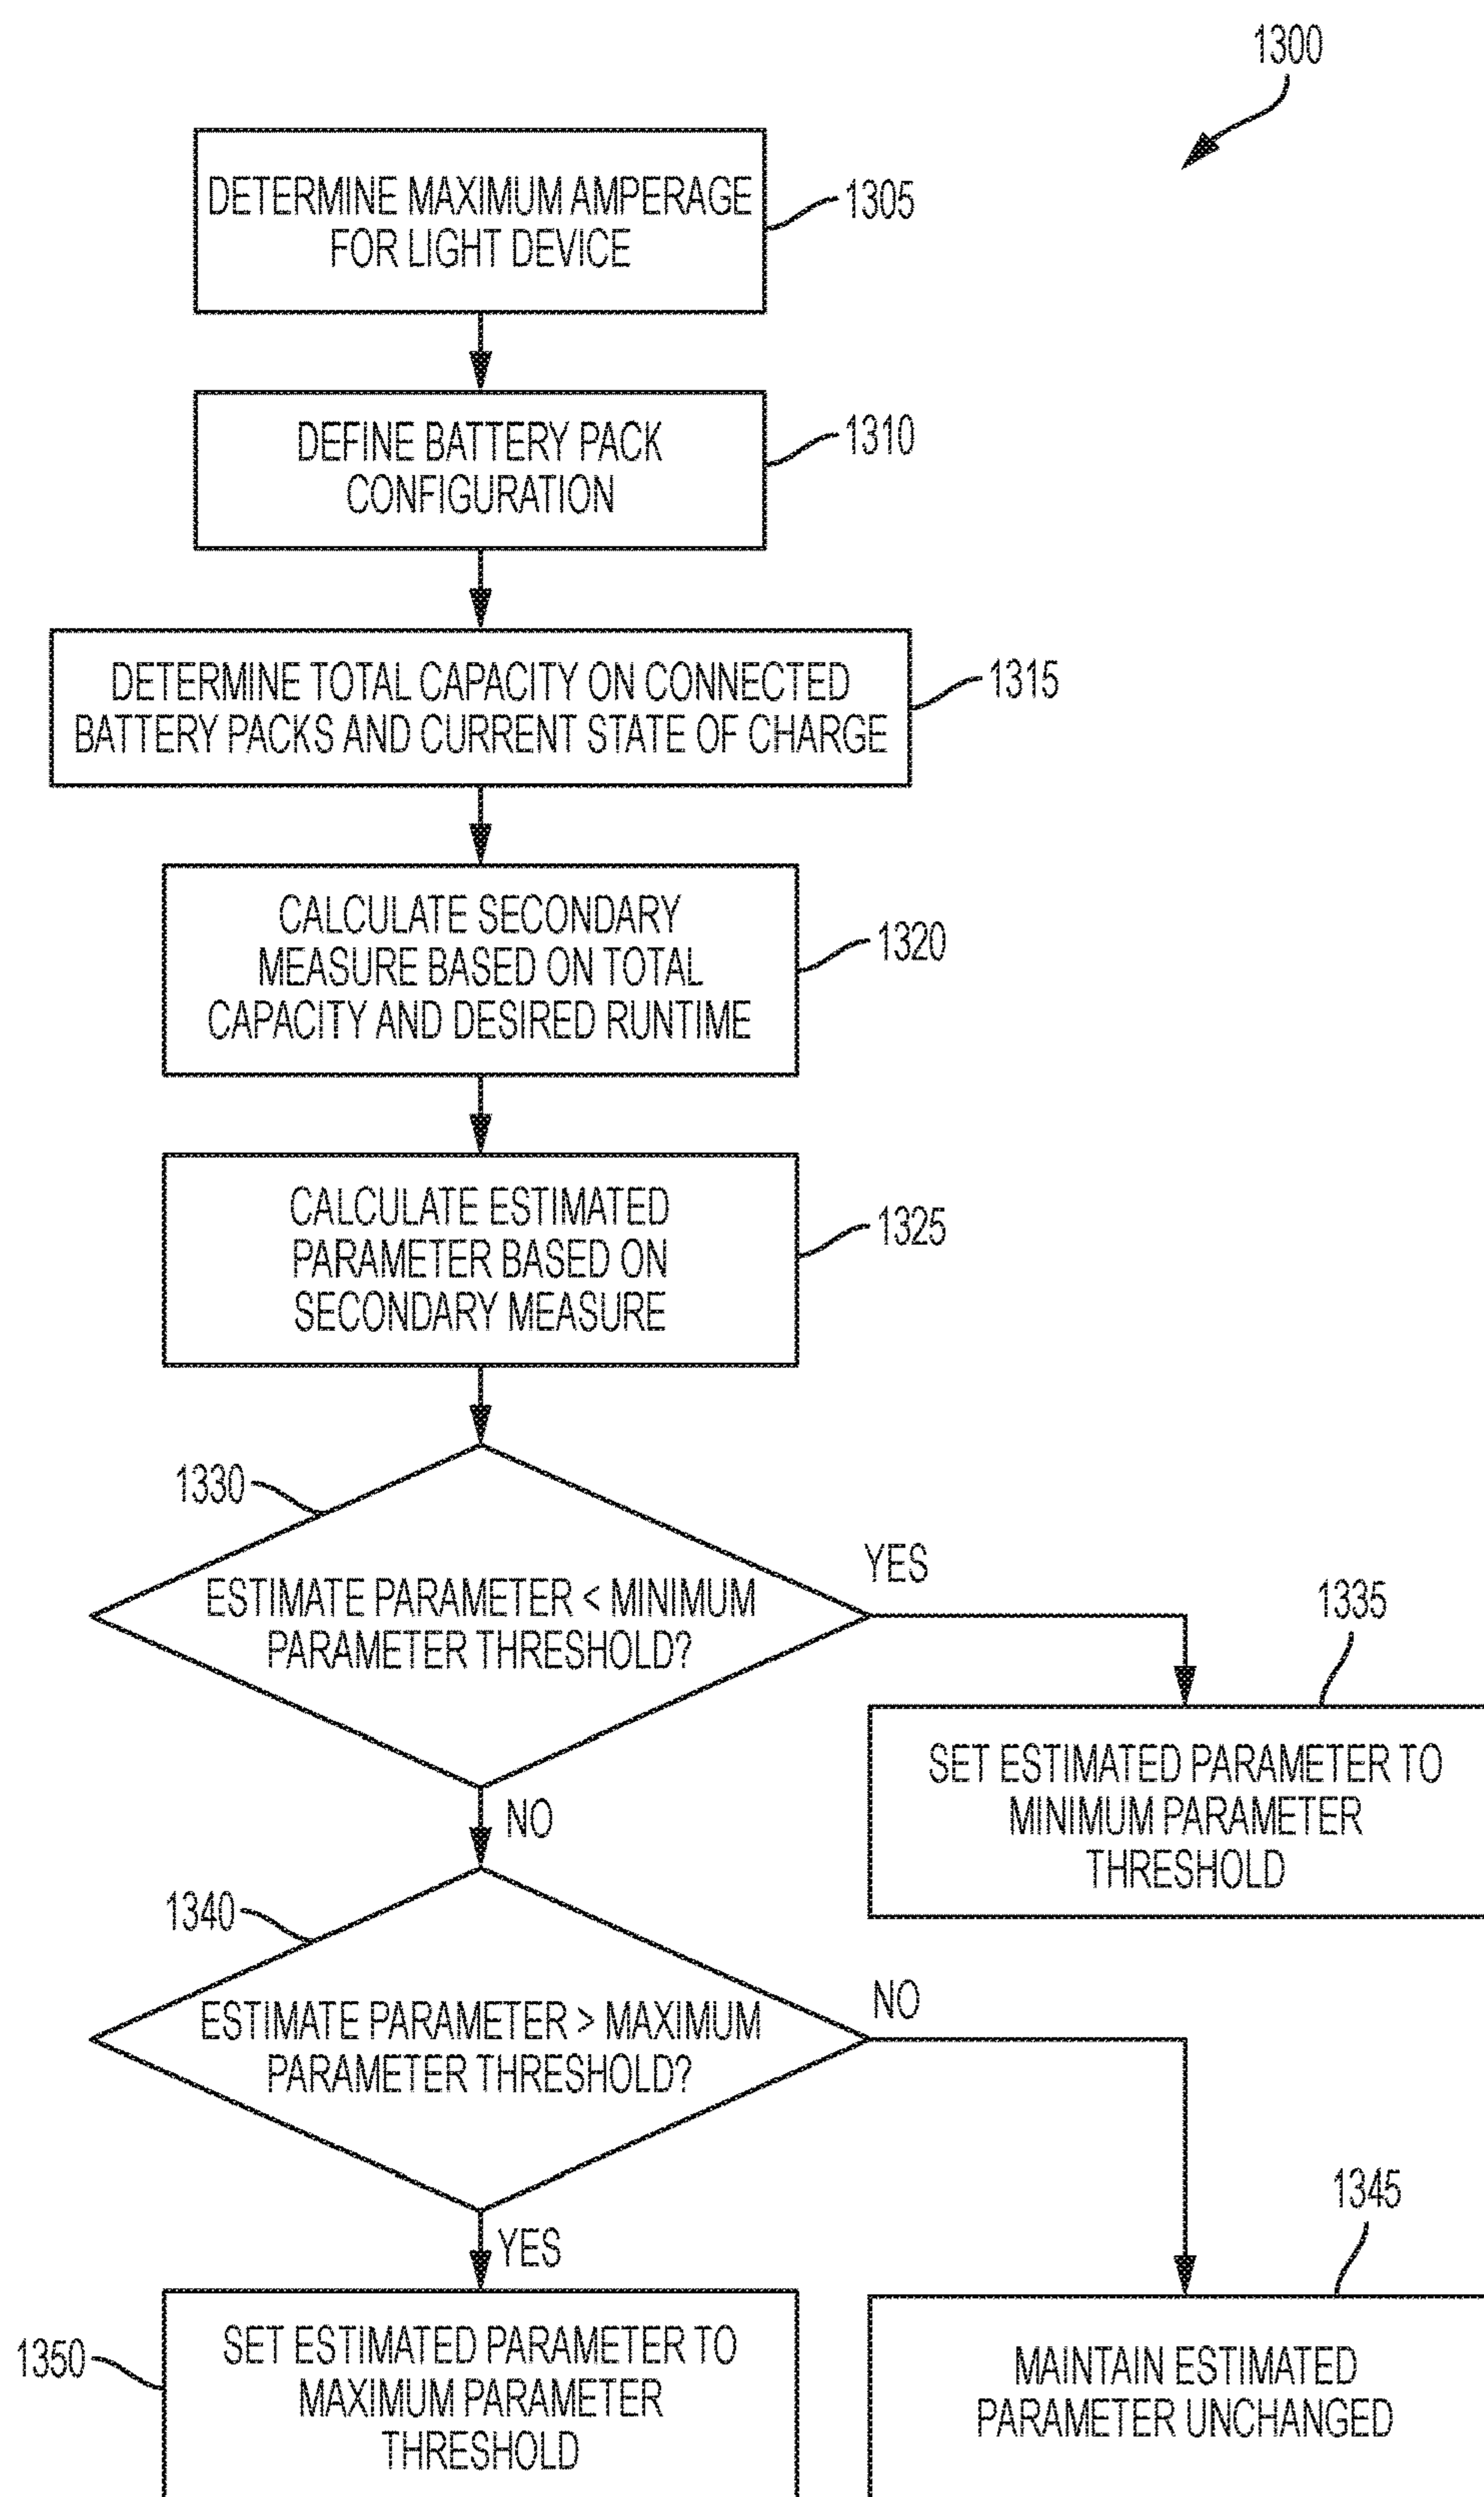 1300
DETERMINE MAXIMUM AMPERAGE
FOR LIGHT DEVICE
1305
DEFINE BATTERY PACK
CONFIGURATION
1310
DETERMINE TOTAL CAPACITY ON CONNECTED
BATTERY PACKS AND CURRENT STATE OF CHARGE
1315
CALCULATE SECONDARY
MEASURE BASED ON TOTAL
CAPACITY AND DESIRED RUNTIME
1320
CALCULATE ESTIMATED
PARAMETER BASED ON
SECONDARY MEASURE
1325
1330
ESTIMATE PARAMETER < MINIMUM
PARAMETER THRESHOLD?
YES
1335
SET ESTIMATED PARAMETER TO
MINIMUM PARAMETER
THRESHOLD
NO
1340
ESTIMATE PARAMETER > MAXIMUM
PARAMETER THRESHOLD?
NO
1345
MAINTAIN ESTIMATED
PARAMETER UNCHANGED
YES
1350
SET ESTIMATED PARAMETER TO
MAXIMUM PARAMETER
THRESHOLD